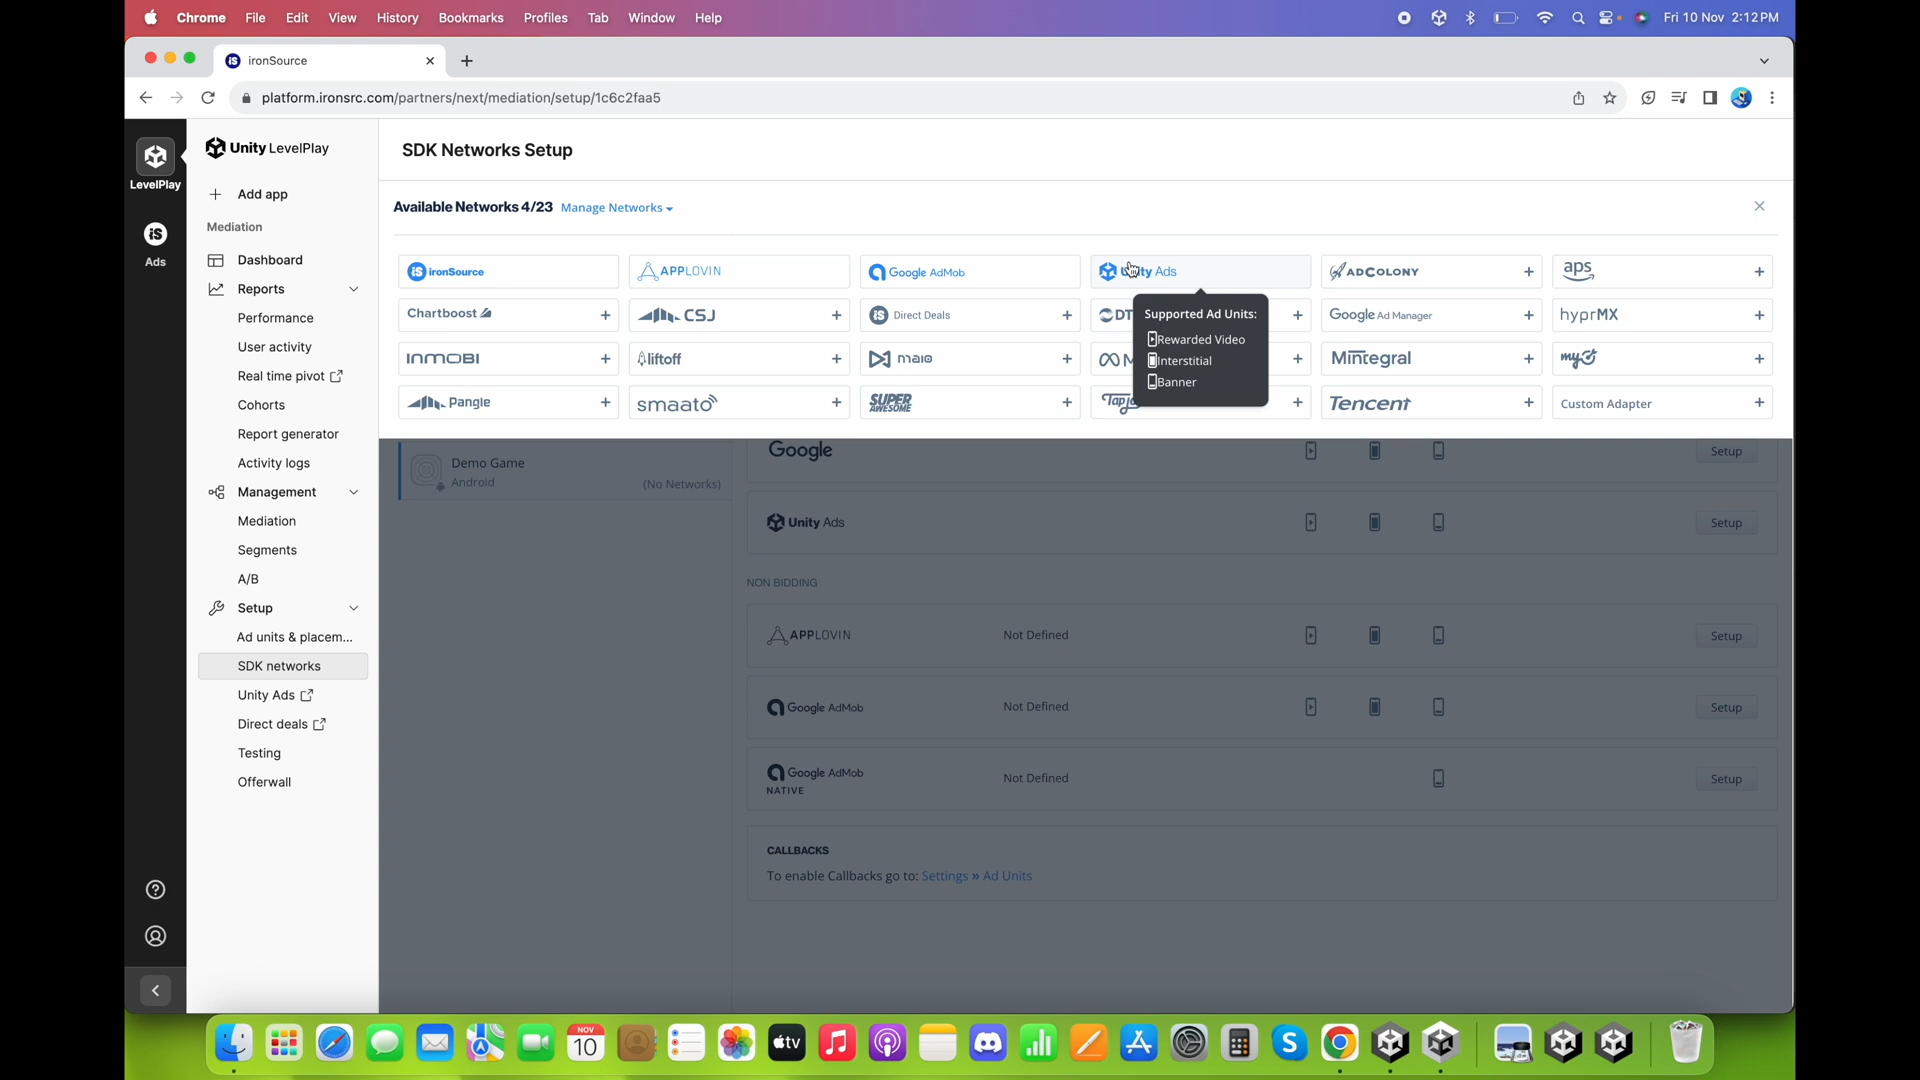 Chrome File Edit View History Bookmarks Profiles Tab Window Help Fri 10 Nov 2:12 PM
ironSource
platform.ironsrc.com/partners/next/mediation/setup/1c6c2faa5
LevelPlay
Ads
Unity LevelPlay
Add app
Mediation
Dashboard
Reports
Performance
User activity
Real time pivot
Cohorts
Report generator
Activity logs
Management
Mediation
Segments
A/B
Setup
Ad units & placem...
SDK networks
Unity Ads
Direct deals
Testing
Offerwall
SDK Networks Setup
Available Networks 4/23 Manage Networks
ironSource APPLOVIN Google AdMob Ads ADCOLONY + aps +
Chartboost + CSJ + Direct Deals + DT + Google Ad Manager + hyprMX +
INMOBI + liftoff + maio + M + Mintegral + my +
Pangle + smaato + SUPER AWESOME + Tapjo + Tencent + Custom Adapter +
Supported Ad Units:
Rewarded Video
Interstitial
Banner
Demo Game
Android (No Networks)
Google Setup
Unity Ads Setup
NON BIDDING
APPLOVIN Not Defined Setup
Google AdMob Not Defined Setup
Google AdMob Not Defined Setup
NATIVE
CALLBACKS
To enable Callbacks go to: Settings » Ad Units
NOV
10
tv